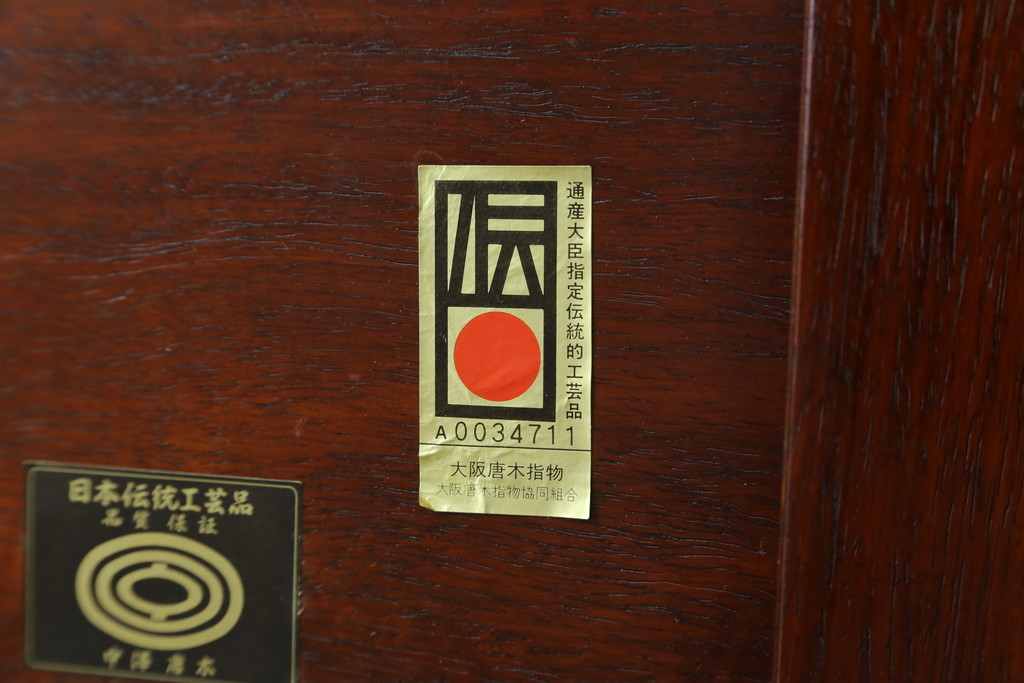 伝
通産大臣指定伝統的工芸品
A0034711
大阪唐木指物
大阪唐木指物協同組合
日本伝統工芸品
品質保証
中澤唐木